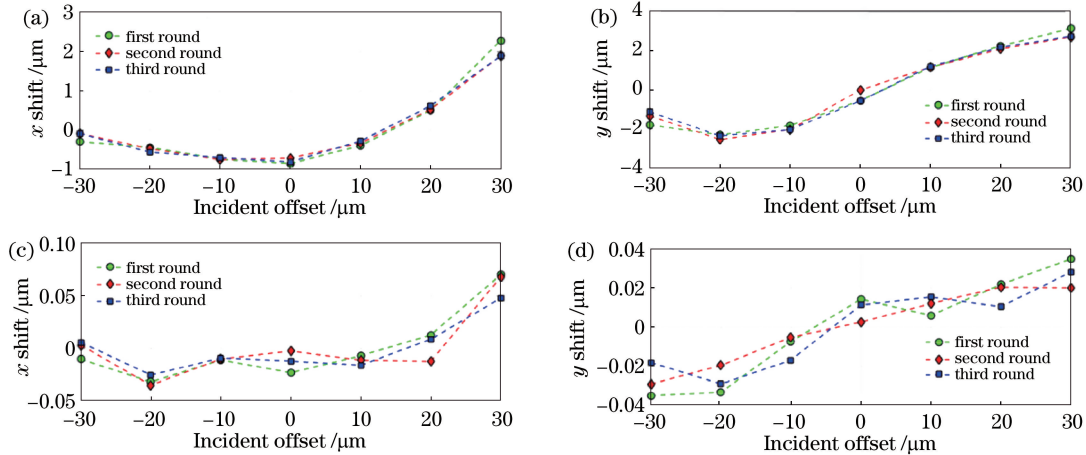 (a)
x shift /μm
3
2
1
0
−1
first round
second round
third round
−30 −20 −10 0 10 20 30
Incident offset /μm
(b)
y shift /μm
4
2
0
−2
−4
first round
second round
third round
−30 −20 −10 0 10 20 30
Incident offset /μm
(c)
x shift /μm
0.10
0.05
0
−0.05
first round
second round
third round
−30 −20 −10 0 10 20 30
Incident offset /μm
(d)
y shift /μm
0.04
0.02
0
−0.02
−0.04
first round
second round
third round
−30 −20 −10 0 10 20 30
Incident offset /μm